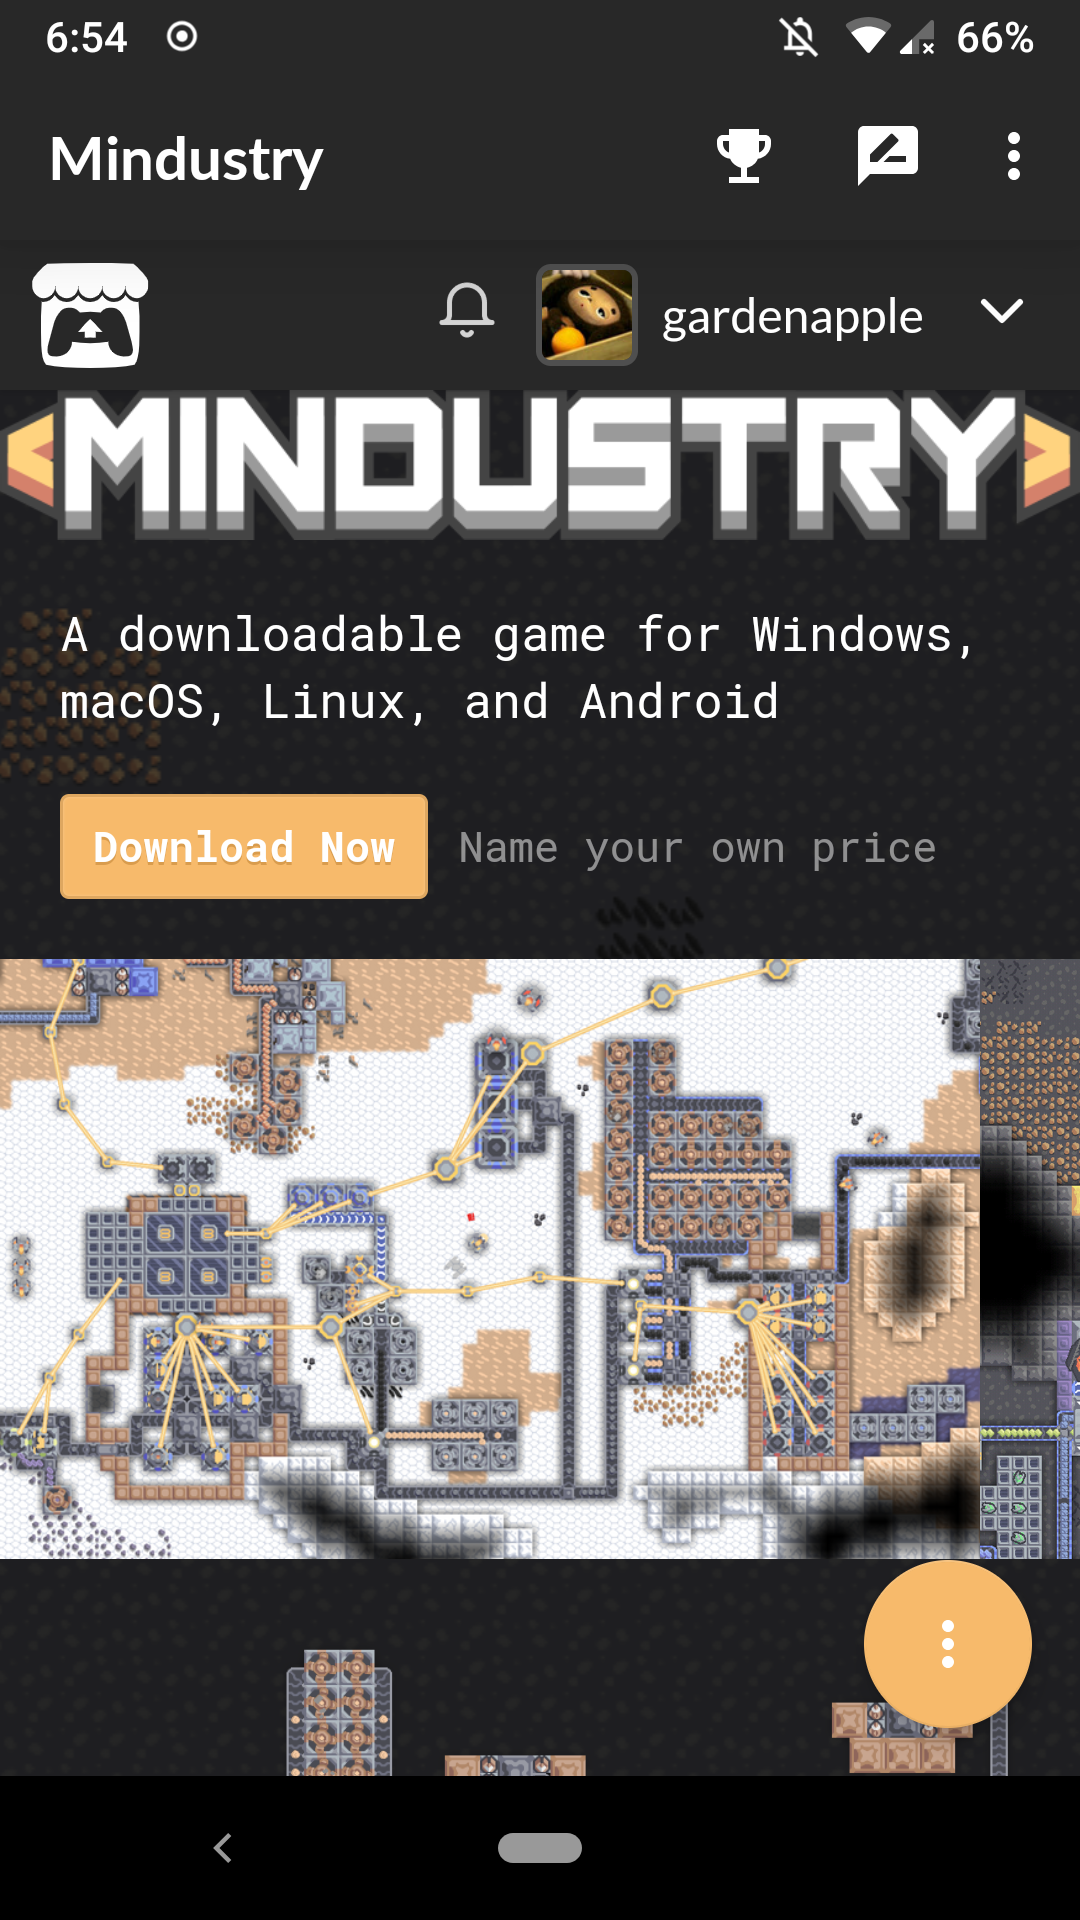 6:54
66%
Mindustry
gardenapple
MINDUSTRY
A downloadable game for Windows,
macOS, Linux, and Android
Download Now
Name your own price